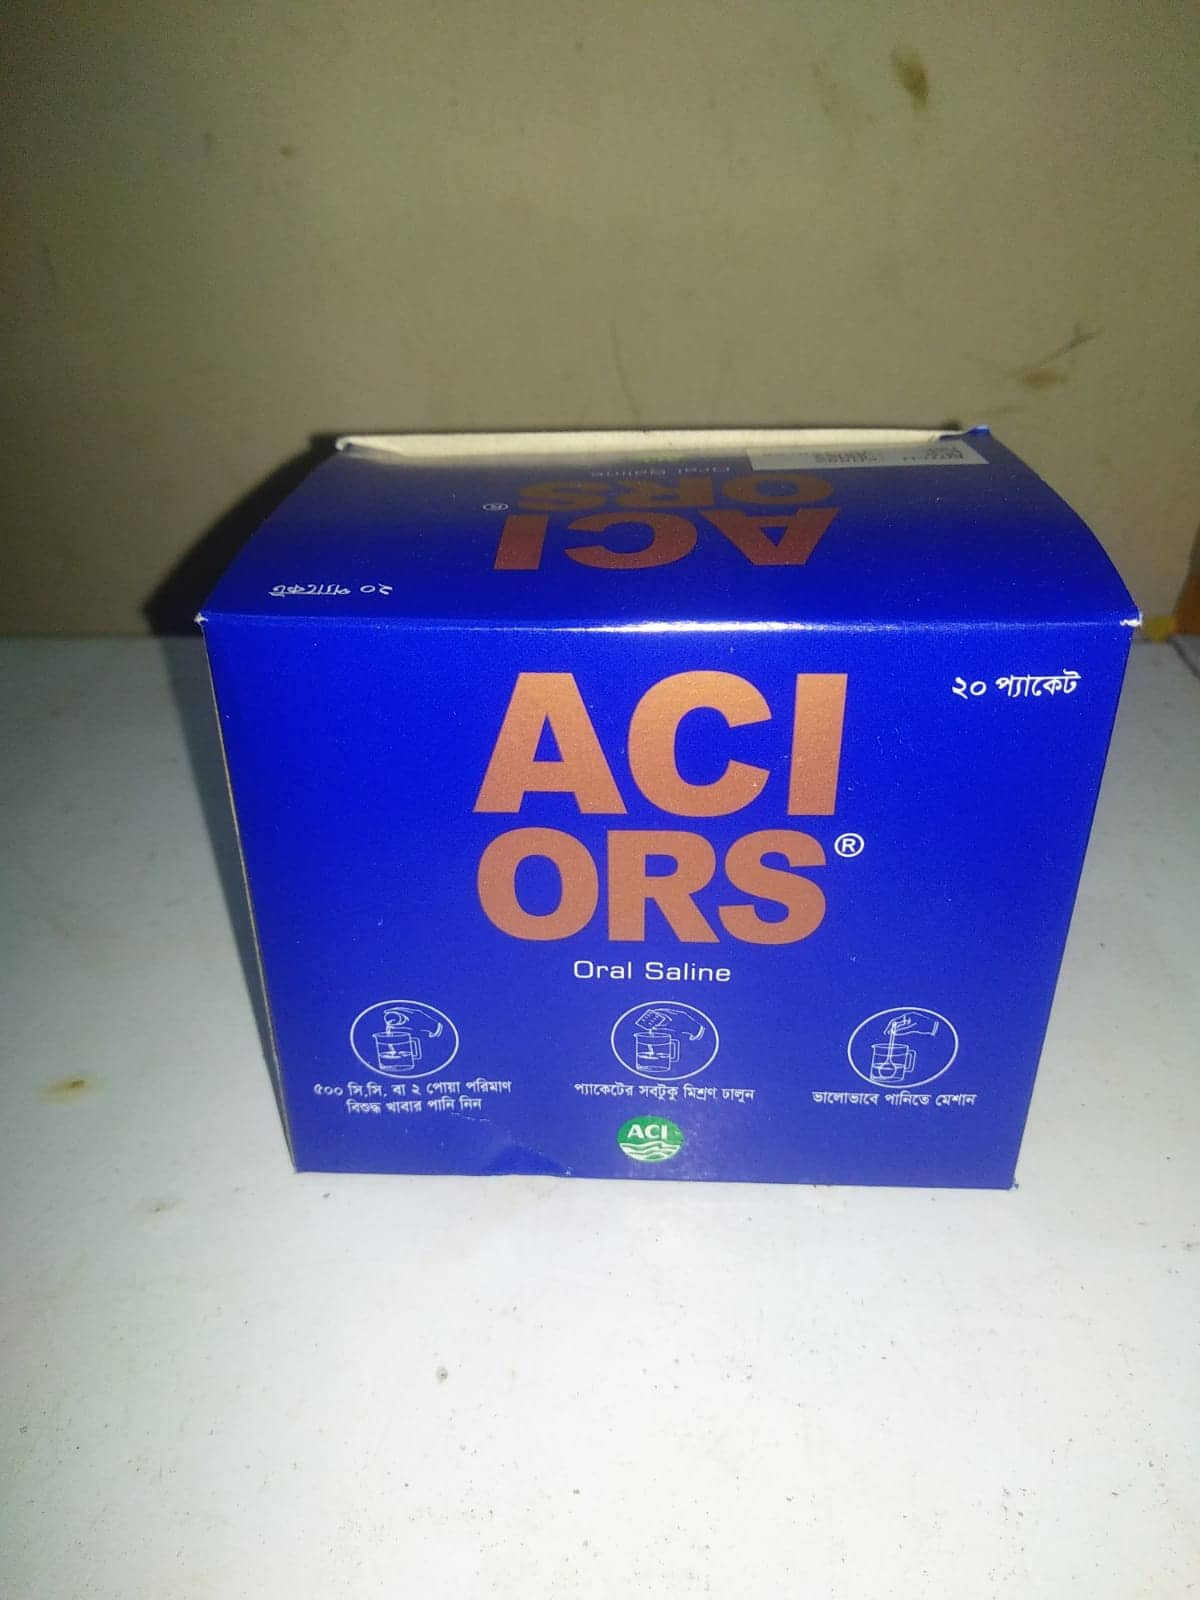 Oral Saline
ORS
ACI®
২০ প্যাকেট
ACI
ORS®
২০ প্যাকেট
Oral Saline
৫০০ সি.সি. বা ২ পোয়া পরিমাণ
বিশুদ্ধ খাবার পানি নিন
প্যাকেটের সবটুকু মিশ্রণ ঢালুন
ভালোভাবে পানিতে মেশান
ACI